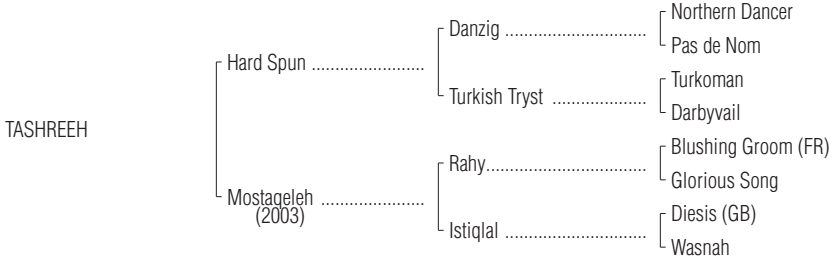 TASHREEH
Hard Spun ........................
Mostaqeleh ......................
(2003)
Danzig ..............................
Turkish Tryst ....................
Rahy..................................
Istiqlal ..............................
Northern Dancer
Pas de Nom
Turkoman
Darbyvail
Blushing Groom (FR)
Glorious Song
Diesis (GB)
Wasnah